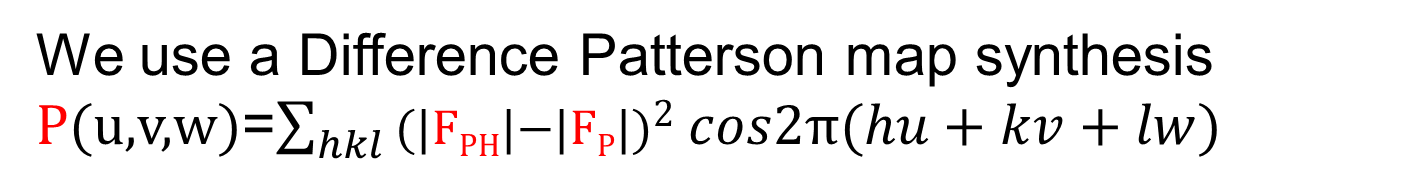 We use a Difference Patterson map synthesis
P(u,v,w)=∑hkl (|FPH|−|FP|)² cos2π(hu + kv + lw)